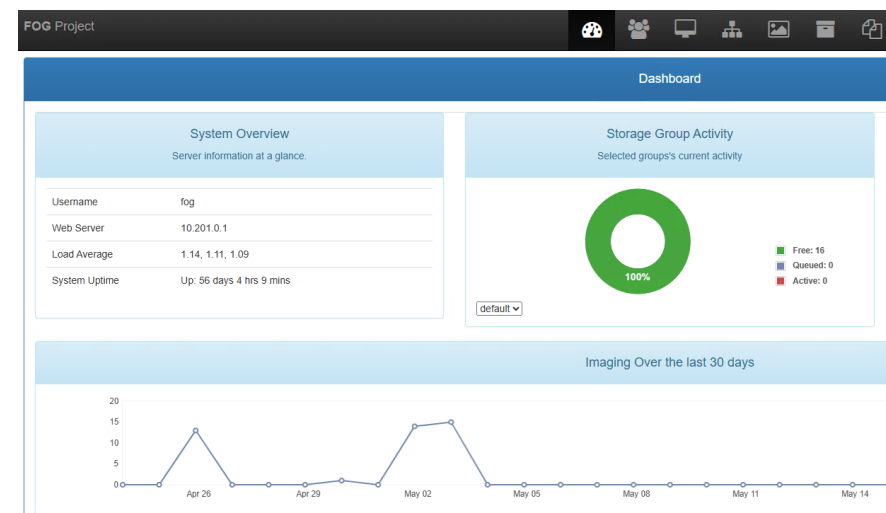 FOG Project
Dashboard
System Overview
Server information at a glance.
Username fog
Web Server 10.201.0.1
Load Average 1.14, 1.11, 1.09
System Uptime Up: 56 days 4 hrs 9 mins
Storage Group Activity
Selected groups's current activity
100%
Free: 16
Queued: 0
Active: 0
default
Imaging Over the last 30 days
20
15
10
5
0
Apr 26 Apr 29 May 02 May 05 May 08 May 11 May 14